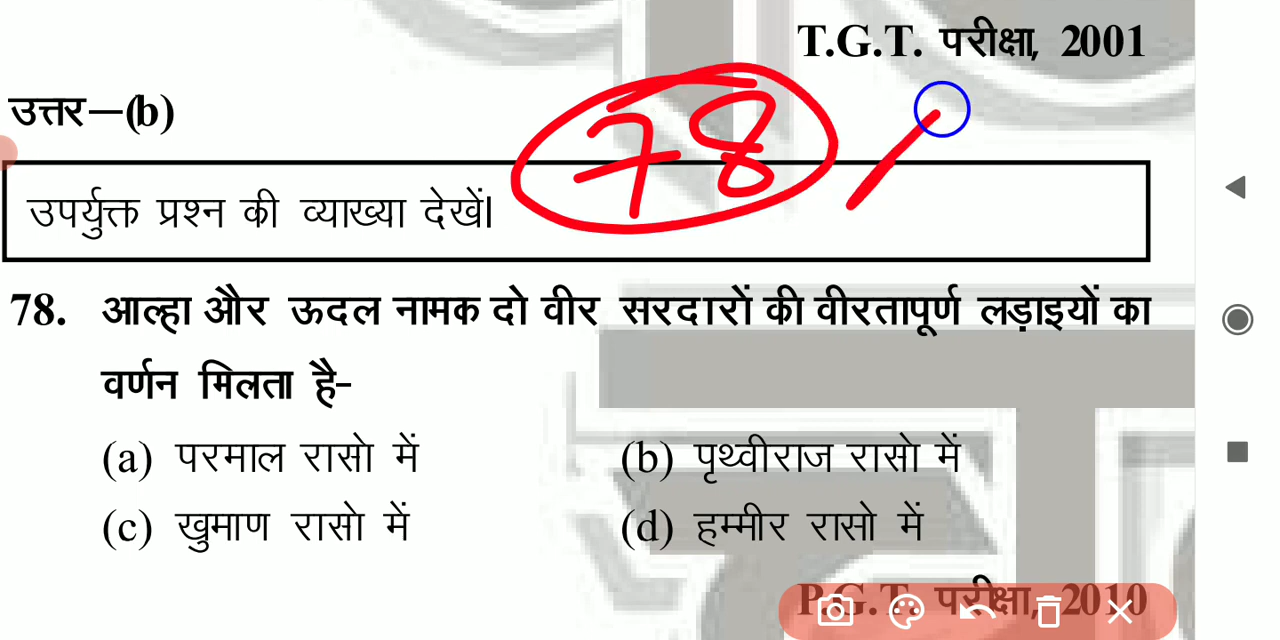 T.G.T. परीक्षा, 2001
उत्तर–(b)
78
उपर्युक्त प्रश्न की व्याख्या देखें।
78. आल्हा और ऊदल नामक दो वीर सरदारों की वीरतापूर्ण लड़ाइयों का
वर्णन मिलता है-
(a) परमाल रासो में (b) पृथ्वीराज रासो में
(c) खुमाण रासो में (d) हम्मीर रासो में
P.G.T. परीक्षा, 2010